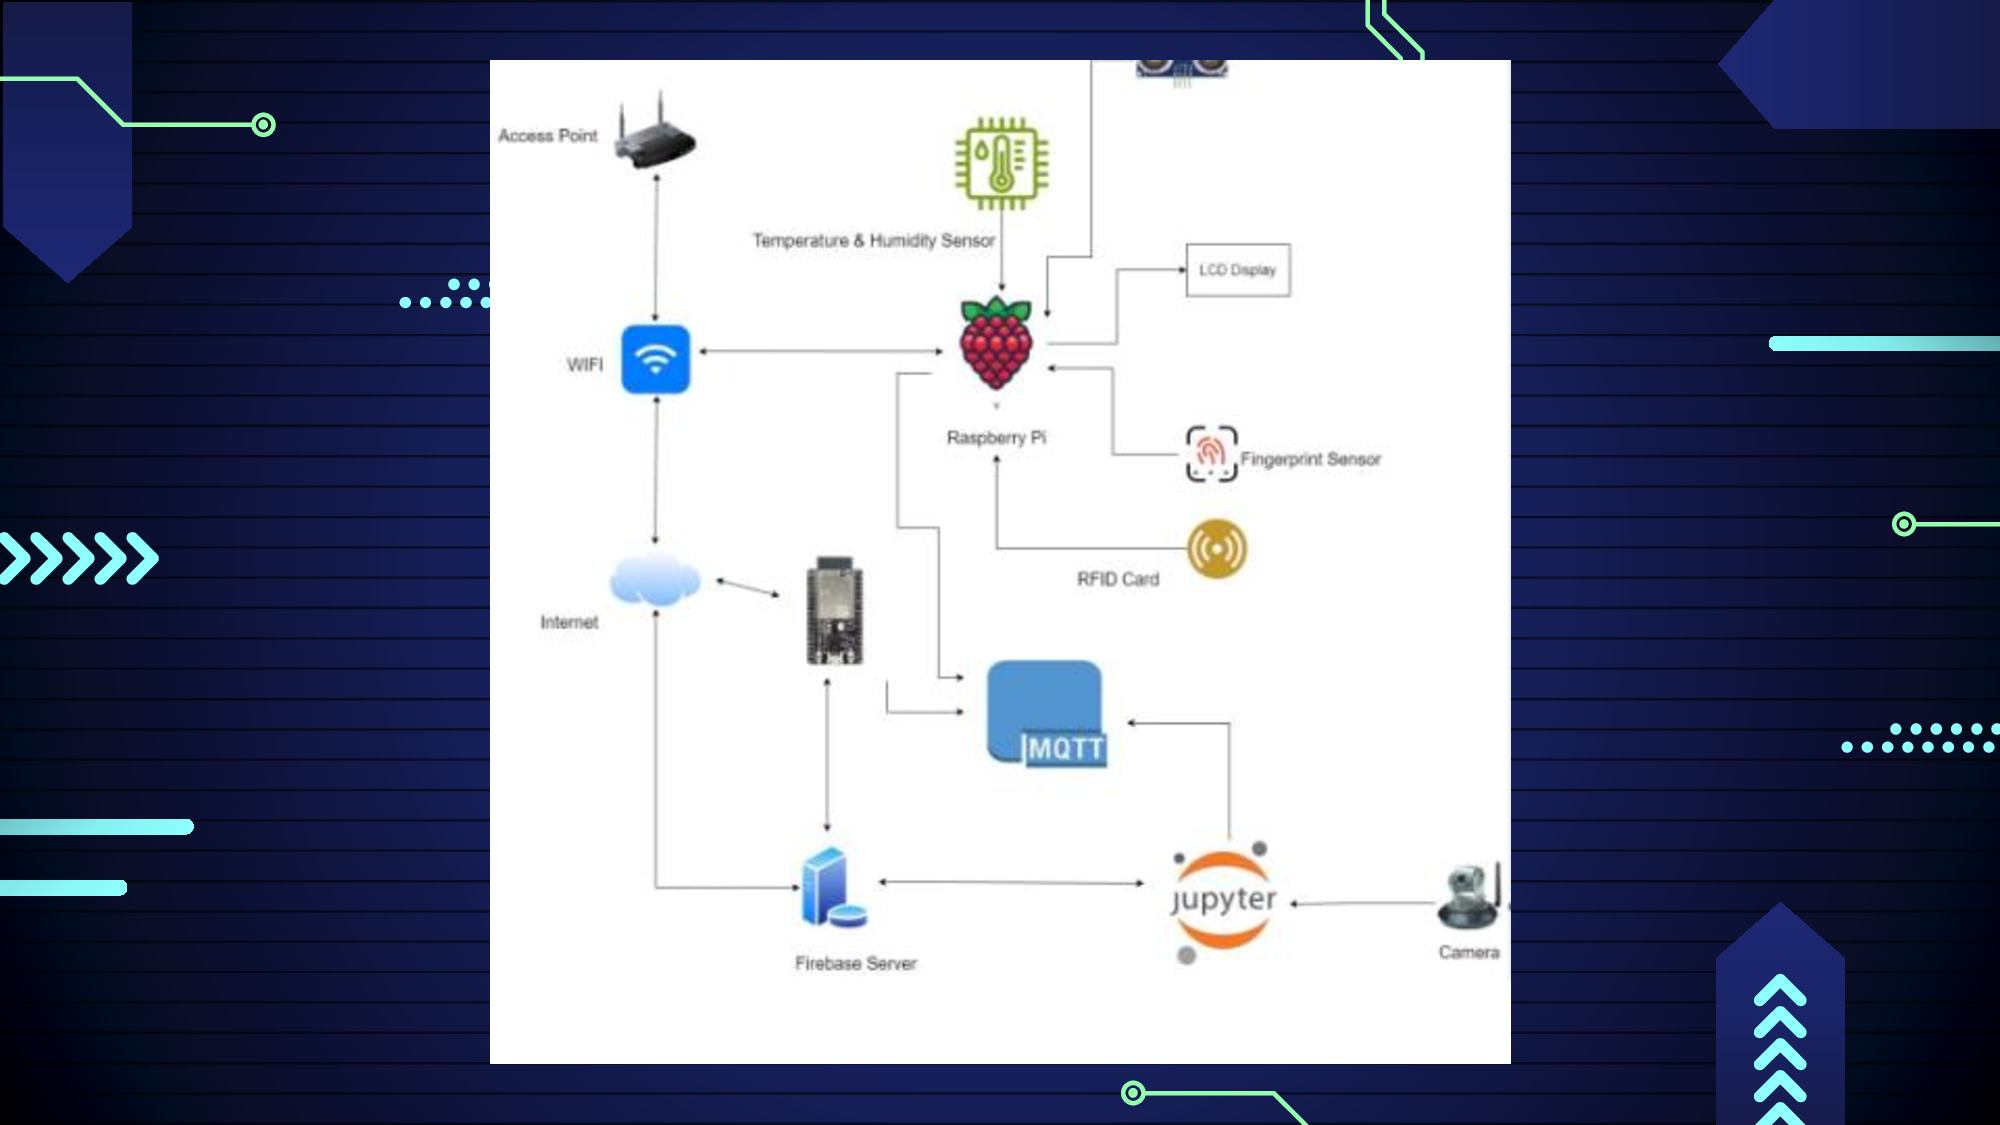 Access Point
Temperature & Humidity Sensor
LCD Display
WIFI
Raspberry Pi
Fingerprint Sensor
RFID Card
Internet
MQTT
jupyter
Camera
Firebase Server